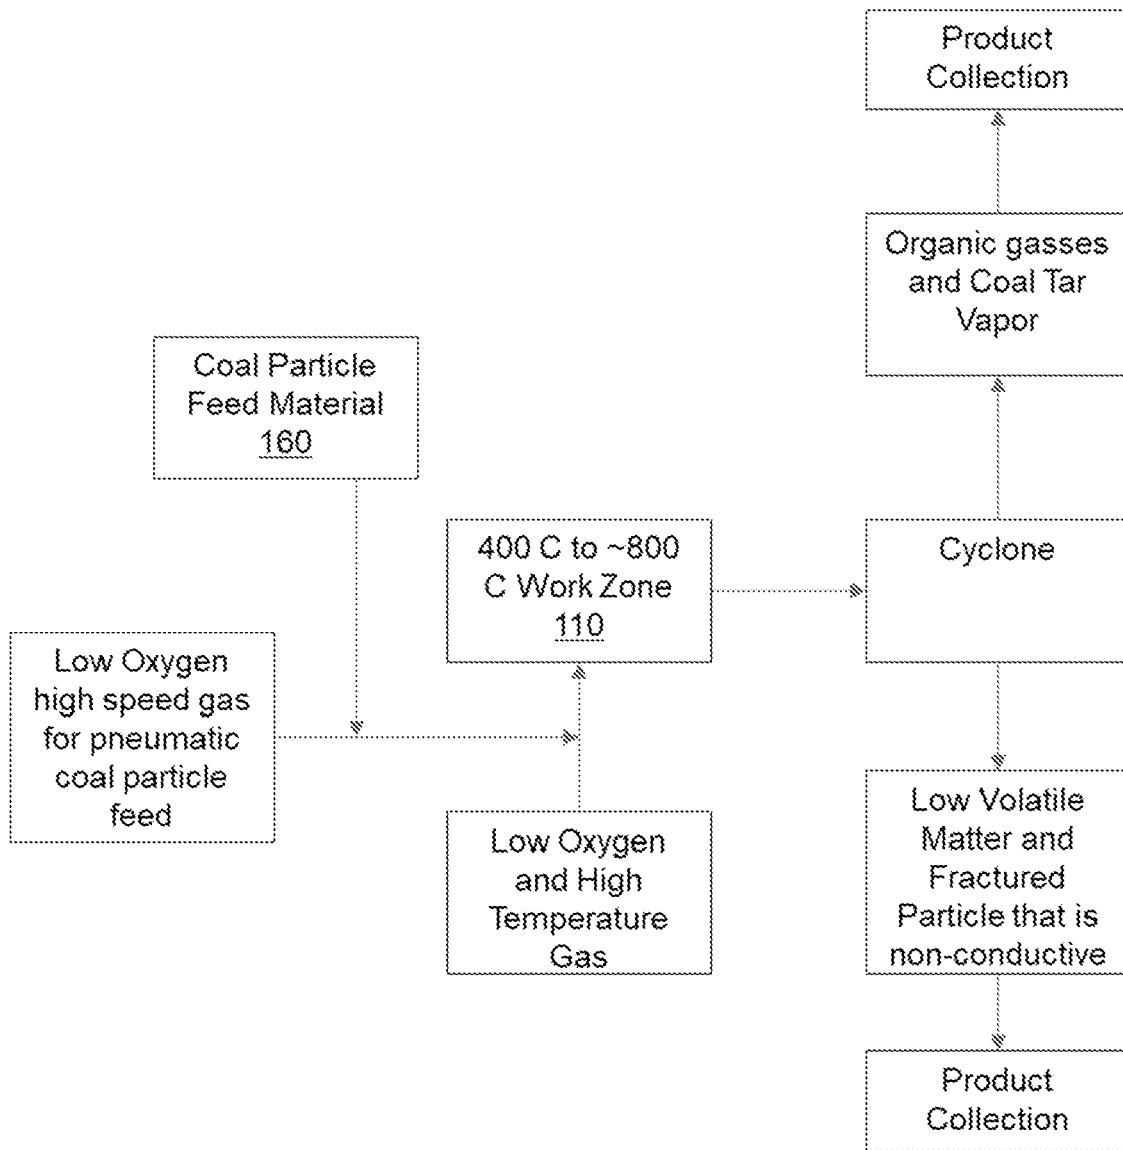 Product
Collection
Organic gasses
and Coal Tar
Vapor
Coal Particle
Feed Material
160
400 C to ~800
C Work Zone
110
Cyclone
Low Oxygen
high speed gas
for pneumatic
coal particle
feed
Low Oxygen
and High
Temperature
Gas
Low Volatile
Matter and
Fractured
Particle that is
non-conductive
Product
Collection